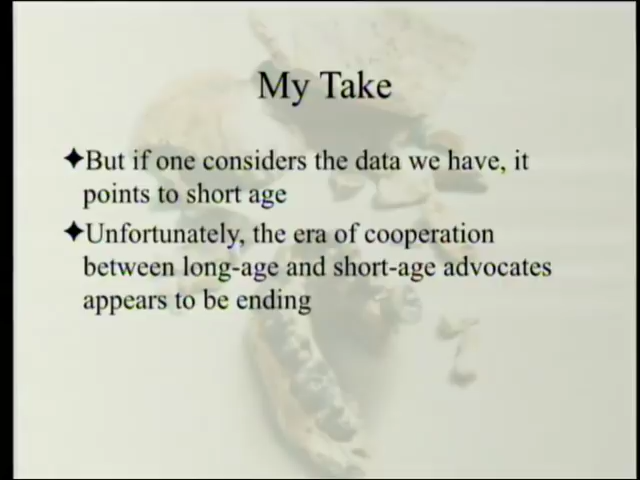 My Take
✦But if one considers the data we have, it
points to short age
✦Unfortunately, the era of cooperation
between long-age and short-age advocates
appears to be ending